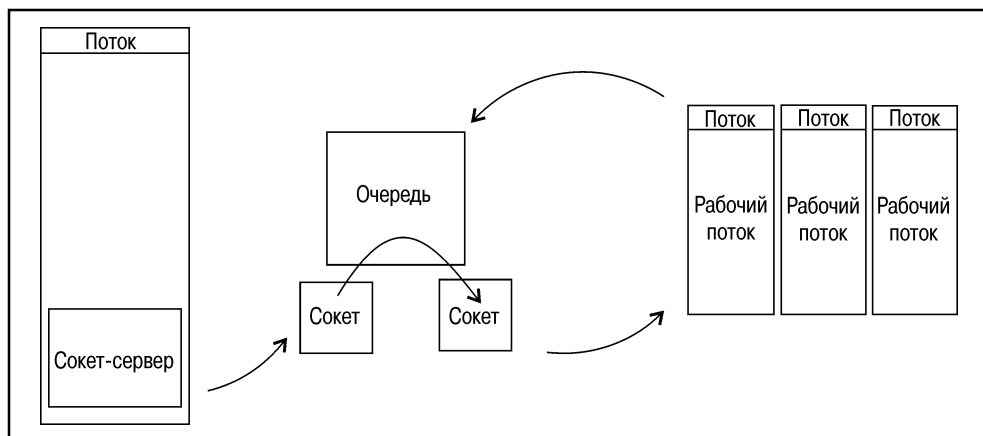 Поток
Сокет-сервер
Очередь
Сокет
Сокет
Поток
Рабочий
поток
Поток
Рабочий
поток
Поток
Рабочий
поток